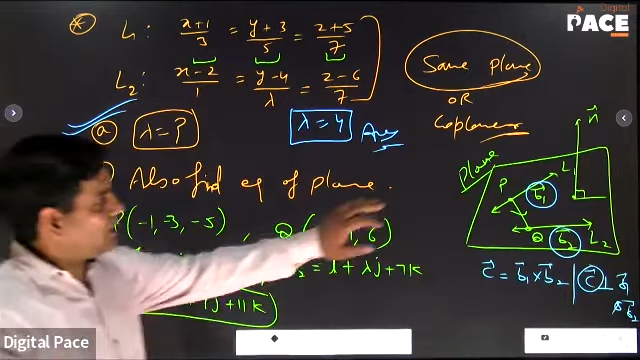 Digital
PACE
* L₁: (x+1)/3 = (y+3)/5 = (z+5)/7
L₂: (x-2)/1 = (y-4)/λ = (z-6)/7
Same Plane
OR
Coplanar
(a) λ = ?
λ = 4 Ans
Also find eq of plane.
P(-1, -3, -5), Q( 6)
= i + λj + 7k
j + 11k
Plane
n
P
L
b₁
Q
b₂
L₂
c = b₁ × b₂ | c ⊥ b₁
& b₂
Digital Pace